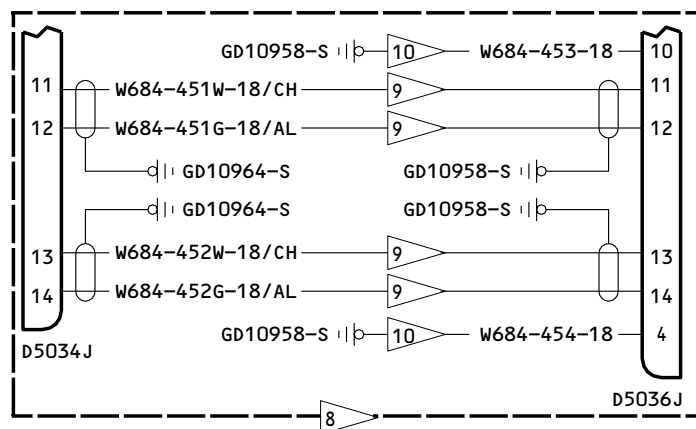 GD10958-S 10 W684-453-18 10
11 W684-451W-18/CH 9 11
12 W684-451G-18/AL 9 12
GD10964-S GD10958-S
GD10964-S GD10958-S
13 W684-452W-18/CH 9 13
14 W684-452G-18/AL 9 14
GD10958-S 10 W684-454-18 4
D5034J
D5036J
8